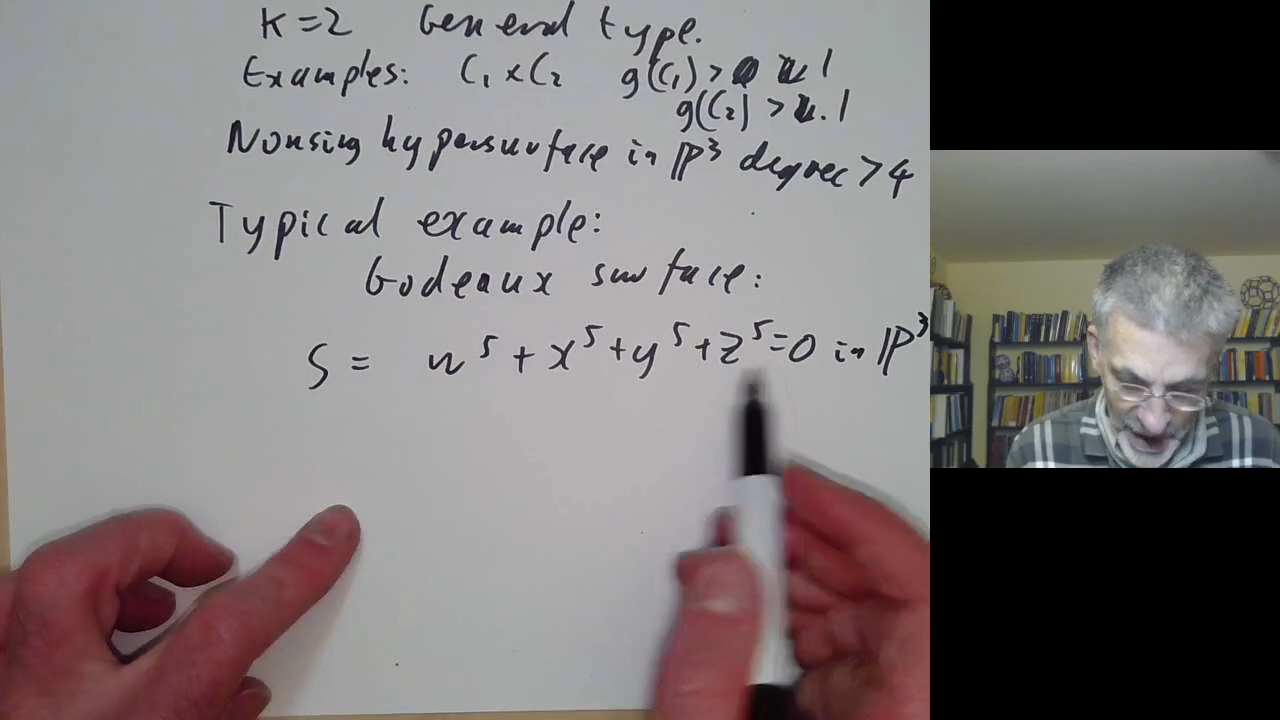 K=2 General type.
Examples: C₁ × C₂ g(C₁) > 1
g(C₂) > 1
Nonsing hypersurface in ℙ³ degree > 4
Typical example:
Godeaux surface:
S = w⁵ + x⁵ + y⁵ + z⁵ = 0 in ℙ³